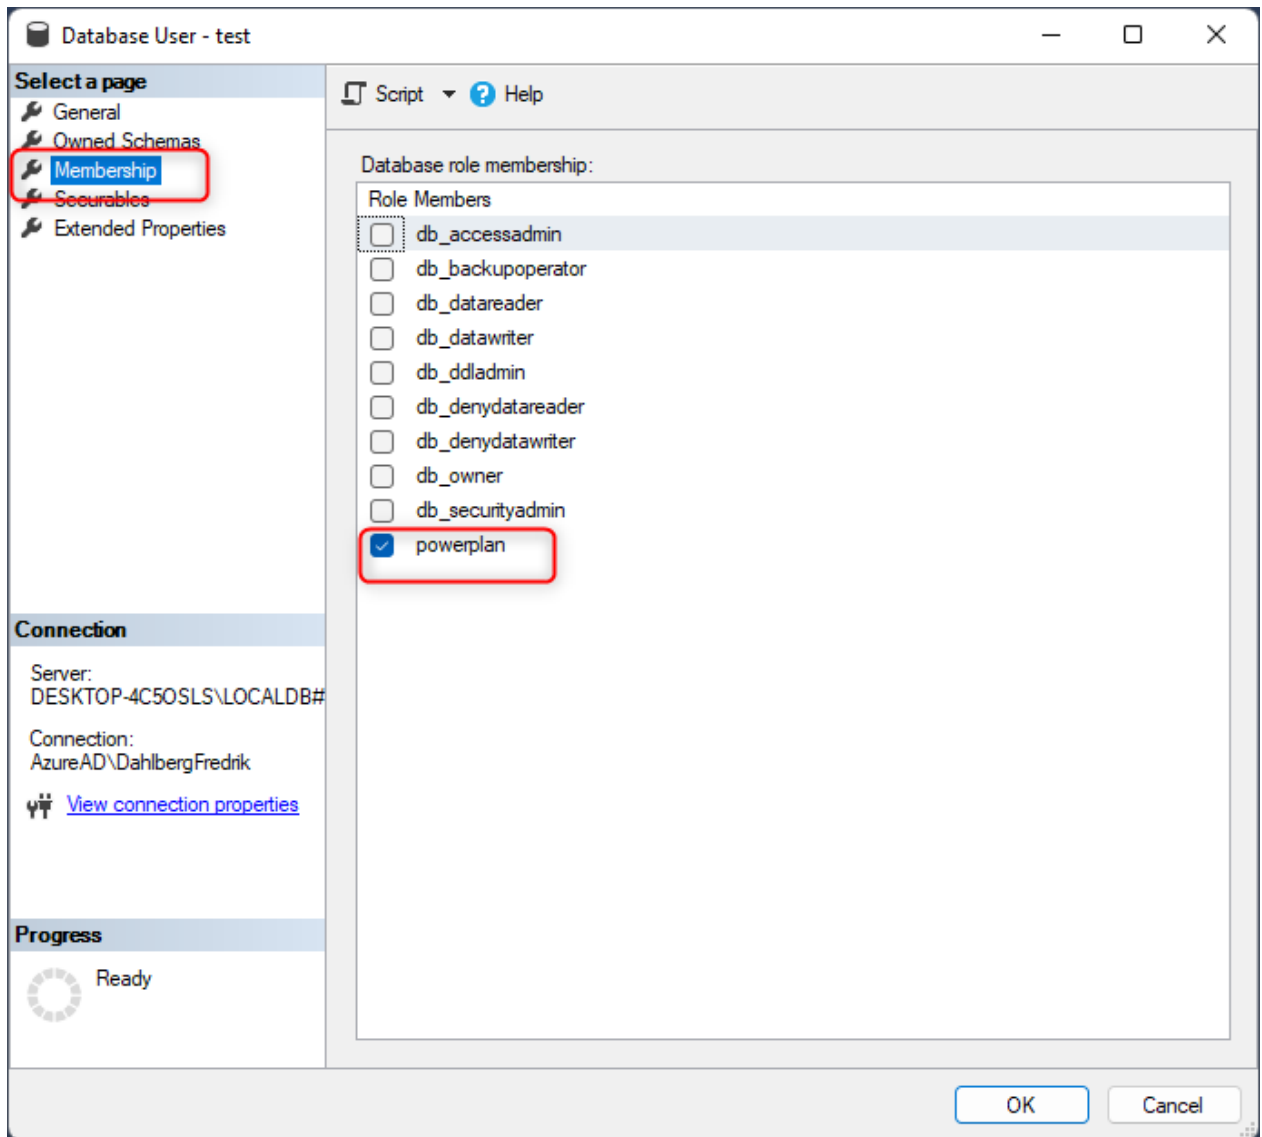 Database User - test
Select a page
General
Owned Schemas
Membership
Securables
Extended Properties
Script
Help
Database role membership:
Role Members
db_accessadmin
db_backupoperator
db_datareader
db_datawriter
db_ddladmin
db_denydatareader
db_denydatawriter
db_owner
db_securityadmin
powerplan
Connection
Server:
DESKTOP-4C5OSLS\LOCALDB#
Connection:
AzureAD\DahlbergFredrik
View connection properties
Progress
Ready
OK
Cancel